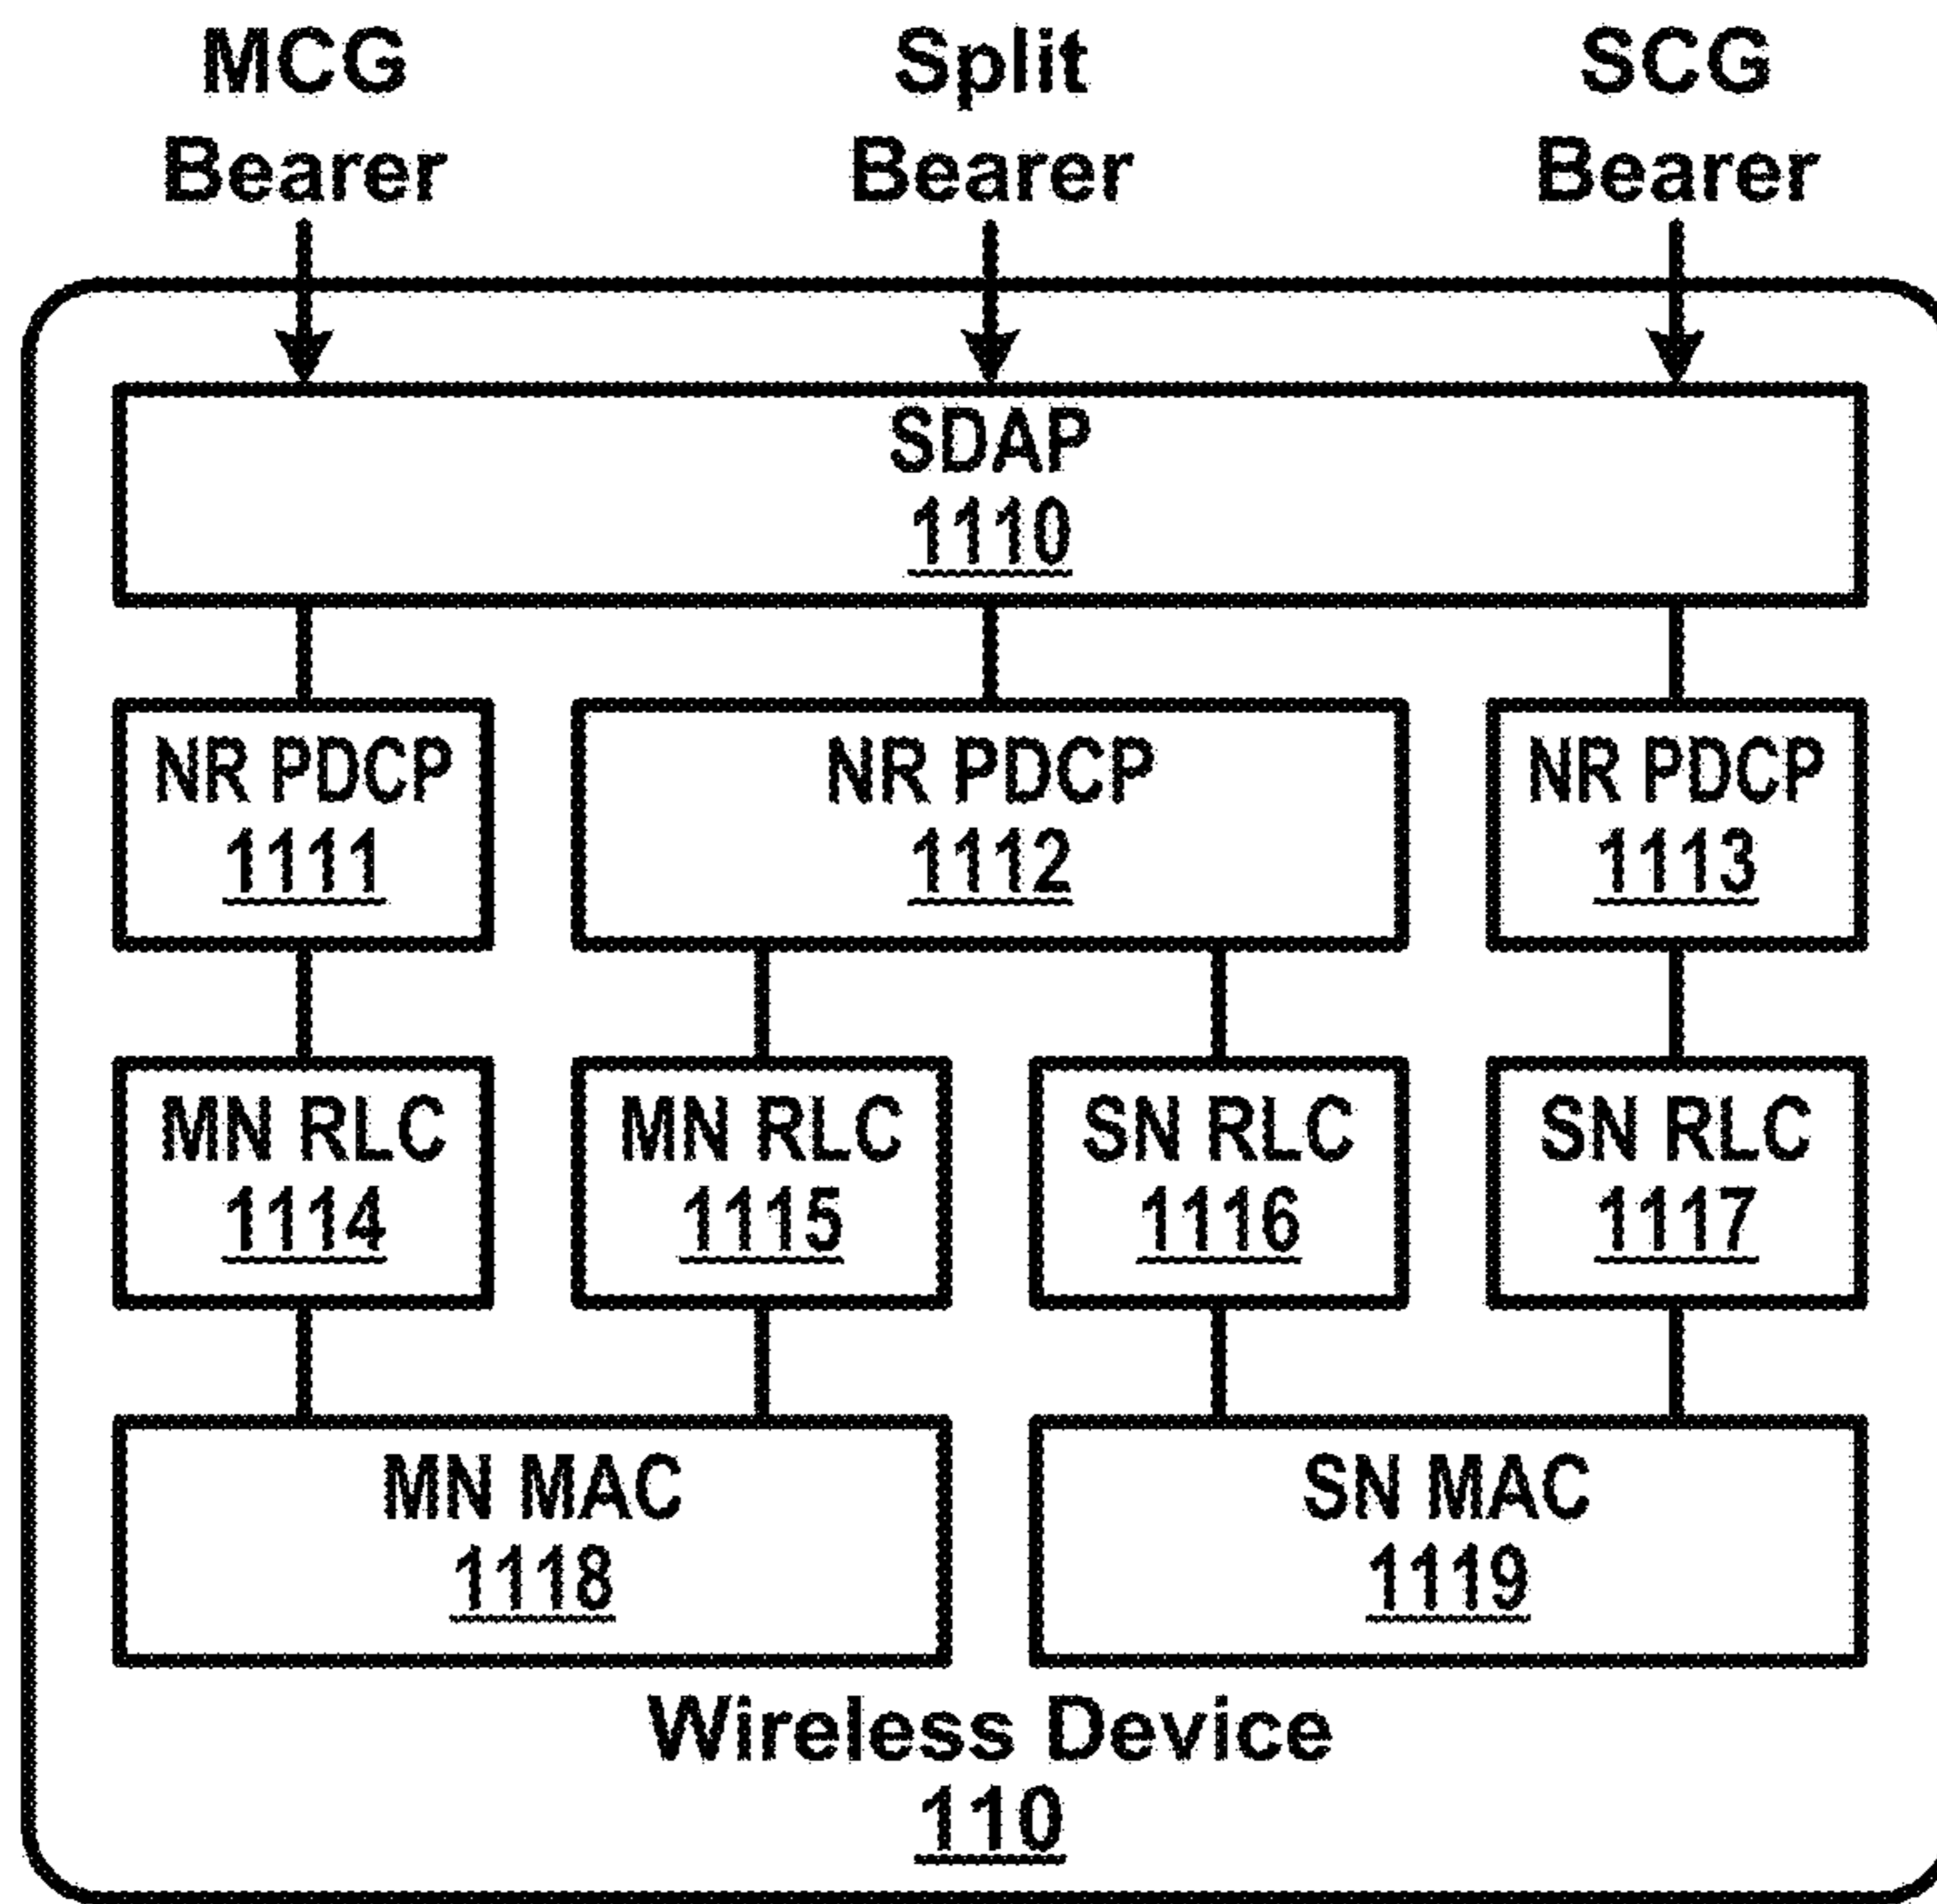 MCG Bearer
Split Bearer
SCG Bearer
SDAP
1110
NR PDCP
1111
NR PDCP
1112
NR PDCP
1113
MN RLC
1114
MN RLC
1115
SN RLC
1116
SN RLC
1117
MN MAC
1118
SN MAC
1119
Wireless Device
110